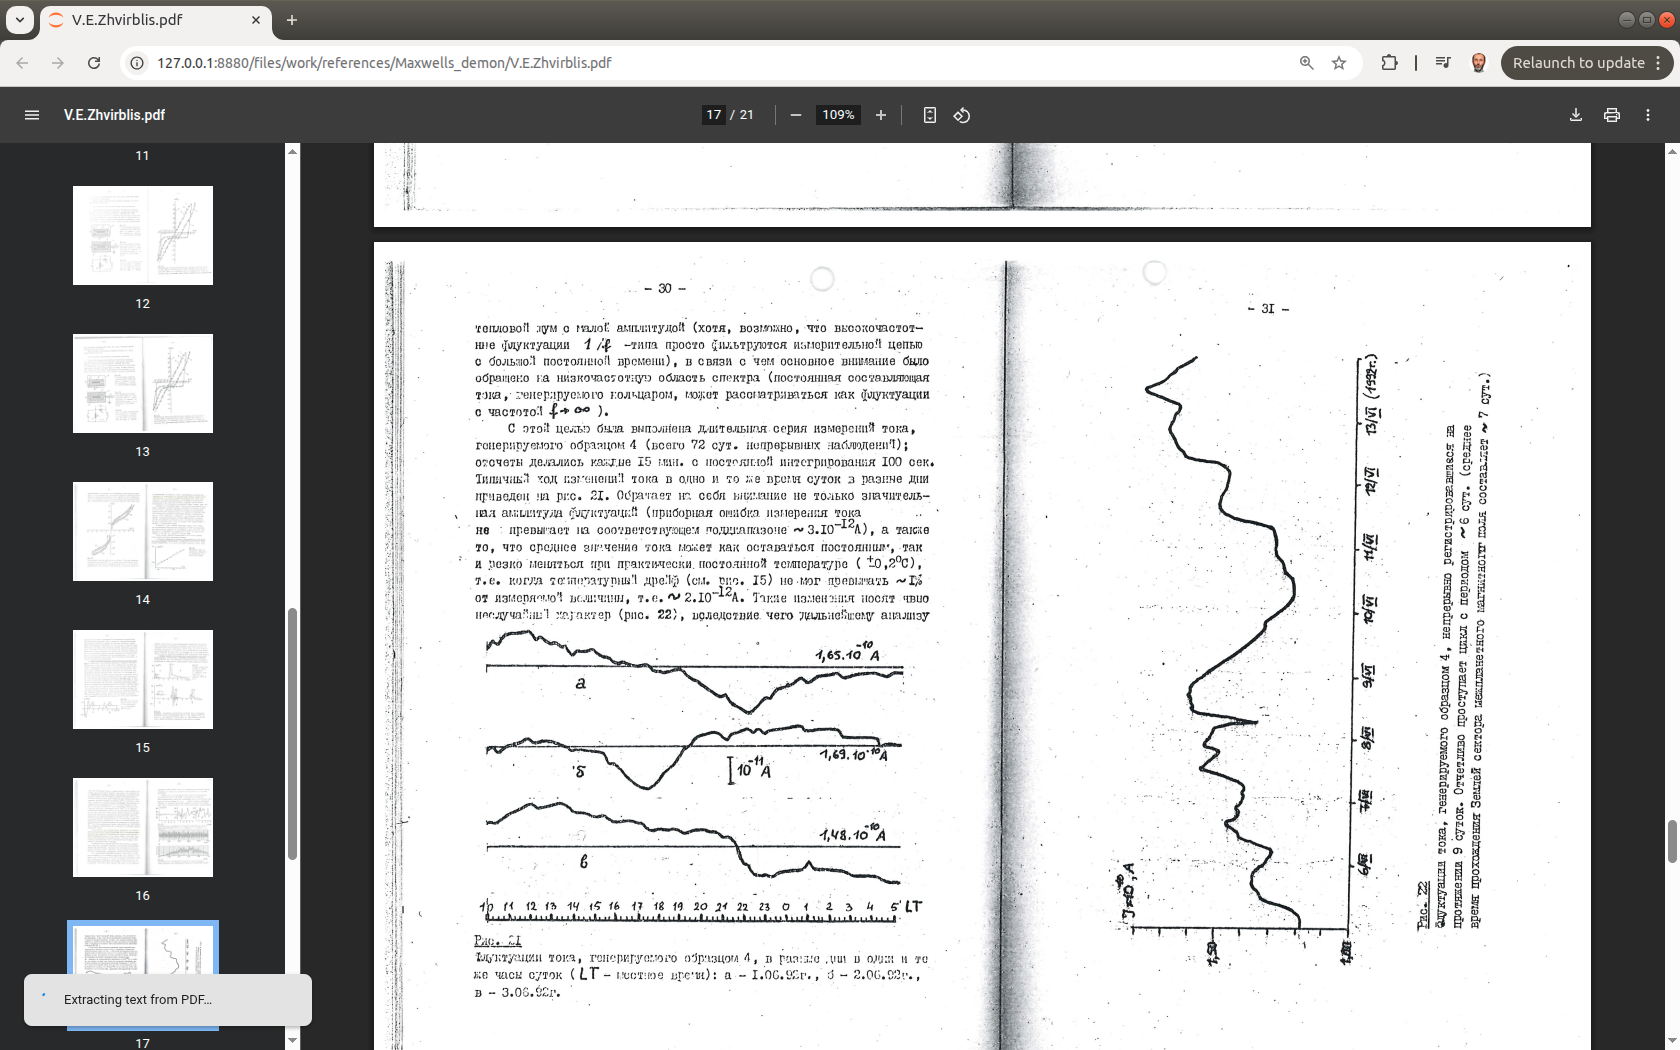 V.E.Zhvirblis.pdf
127.0.0.1:8880/files/work/references/Maxwells_demon/V.E.Zhvirblis.pdf
Relaunch to update
V.E.Zhvirblis.pdf
17 / 21
109%
11
12
13
14
15
16
17
Extracting text from PDF...
- 30 -
тепловой шум с малой амплитудой (хотя, возможно, что высокочастот-
ные флуктуации 1/f -типа просто фильтруются измерительной цепью
с большой постоянной времени), в связи с чем основное внимание было
обращено на низкочастотную область спектра (постоянная составляющая
тока, генерируемого кольцаром, может рассматриваться как флуктуации
с частотой f→∞ ).
С этой целью была выполнена длительная серия измерений тока,
генерируемого образцом 4 (всего 72 сут. непрерывных наблюдений);
отсчеты делались каждые 15 мин. с постоянной интегрирования 100 сек.
Типичный ход изменений тока в одно и то же время суток в разные дни
приведен на рис. 21. Обращает на себя внимание не только значитель-
ная амплитуда флуктуаций (приборная ошибка измерения тока
не превышает на соответствующем поддиапазоне ~3.10⁻¹²А), а также
то, что среднее значение тока может как оставаться постоянным, так
и резко меняться при практически постоянной температуре (±0,2°С),
т.е. когда температурный дрейф (см. рис. 15) не мог превышать ~1%
от измеряемой величины, т.е. ~2.10⁻¹²А. Такие изменения носят явно
неслучайный характер (рис. 22), вследствие чего дальнейшему анализу
1,65.10⁻¹⁰A
а
1,69.10⁻¹⁰A
б
10⁻¹¹A
1,48.10⁻¹⁰A
в
10 11 12 13 14 15 16 17 18 19 20 21 22 23 0 1 2 3 4 5 LT
Рис. 21
Флуктуации тока, генерируемого образцом 4, в разные дни в одни и те
же часы суток (LT - местное время): а - 1.06.92г., б - 2.06.92г.,
в - 3.06.92г.
- 31 -
J×10⁻¹⁰, A
1,50
6/VI 7/VI 8/VI 9/VI 10/VI 11/VI 12/VI 13/VI (1992г.)
Рис. 22
Флуктуации тока, генерируемого образцом 4, непрерывно регистрировавшиеся на
протяжении 9 суток. Отчетливо проступает цикл с периодом ~6 сут. (среднее
время прохождения Землей сектора межпланетного магнитного поля составляет ~ 7 сут.)